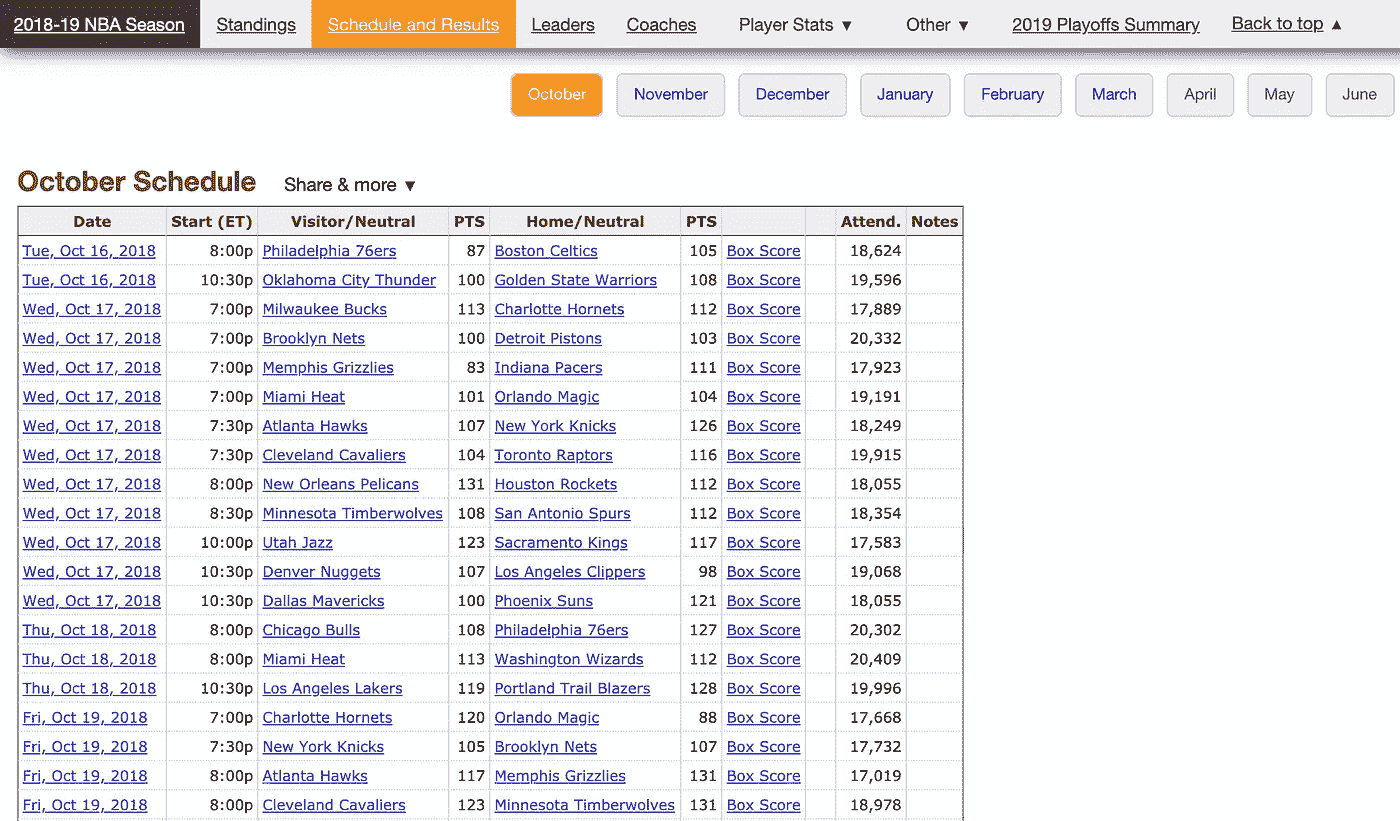 2018-19 NBA Season Standings Schedule and Results Leaders Coaches Player Stats ▼ Other ▼ 2019 Playoffs Summary Back to top ▲
October November December January February March April May June
October Schedule Share & more ▼
Date Start (ET) Visitor/Neutral PTS Home/Neutral PTS Attend. Notes
Tue, Oct 16, 2018 8:00p Philadelphia 76ers 87 Boston Celtics 105 Box Score 18,624
Tue, Oct 16, 2018 10:30p Oklahoma City Thunder 100 Golden State Warriors 108 Box Score 19,596
Wed, Oct 17, 2018 7:00p Milwaukee Bucks 113 Charlotte Hornets 112 Box Score 17,889
Wed, Oct 17, 2018 7:00p Brooklyn Nets 100 Detroit Pistons 103 Box Score 20,332
Wed, Oct 17, 2018 7:00p Memphis Grizzlies 83 Indiana Pacers 111 Box Score 17,923
Wed, Oct 17, 2018 7:00p Miami Heat 101 Orlando Magic 104 Box Score 19,191
Wed, Oct 17, 2018 7:30p Atlanta Hawks 107 New York Knicks 126 Box Score 18,249
Wed, Oct 17, 2018 7:30p Cleveland Cavaliers 104 Toronto Raptors 116 Box Score 19,915
Wed, Oct 17, 2018 8:00p New Orleans Pelicans 131 Houston Rockets 112 Box Score 18,055
Wed, Oct 17, 2018 8:30p Minnesota Timberwolves 108 San Antonio Spurs 112 Box Score 18,354
Wed, Oct 17, 2018 10:00p Utah Jazz 123 Sacramento Kings 117 Box Score 17,583
Wed, Oct 17, 2018 10:30p Denver Nuggets 107 Los Angeles Clippers 98 Box Score 19,068
Wed, Oct 17, 2018 10:30p Dallas Mavericks 100 Phoenix Suns 121 Box Score 18,055
Thu, Oct 18, 2018 8:00p Chicago Bulls 108 Philadelphia 76ers 127 Box Score 20,302
Thu, Oct 18, 2018 8:00p Miami Heat 113 Washington Wizards 112 Box Score 20,409
Thu, Oct 18, 2018 10:30p Los Angeles Lakers 119 Portland Trail Blazers 128 Box Score 19,996
Fri, Oct 19, 2018 7:00p Charlotte Hornets 120 Orlando Magic 88 Box Score 17,668
Fri, Oct 19, 2018 7:30p New York Knicks 105 Brooklyn Nets 107 Box Score 17,732
Fri, Oct 19, 2018 8:00p Atlanta Hawks 117 Memphis Grizzlies 131 Box Score 17,019
Fri, Oct 19, 2018 8:00p Cleveland Cavaliers 123 Minnesota Timberwolves 131 Box Score 18,978